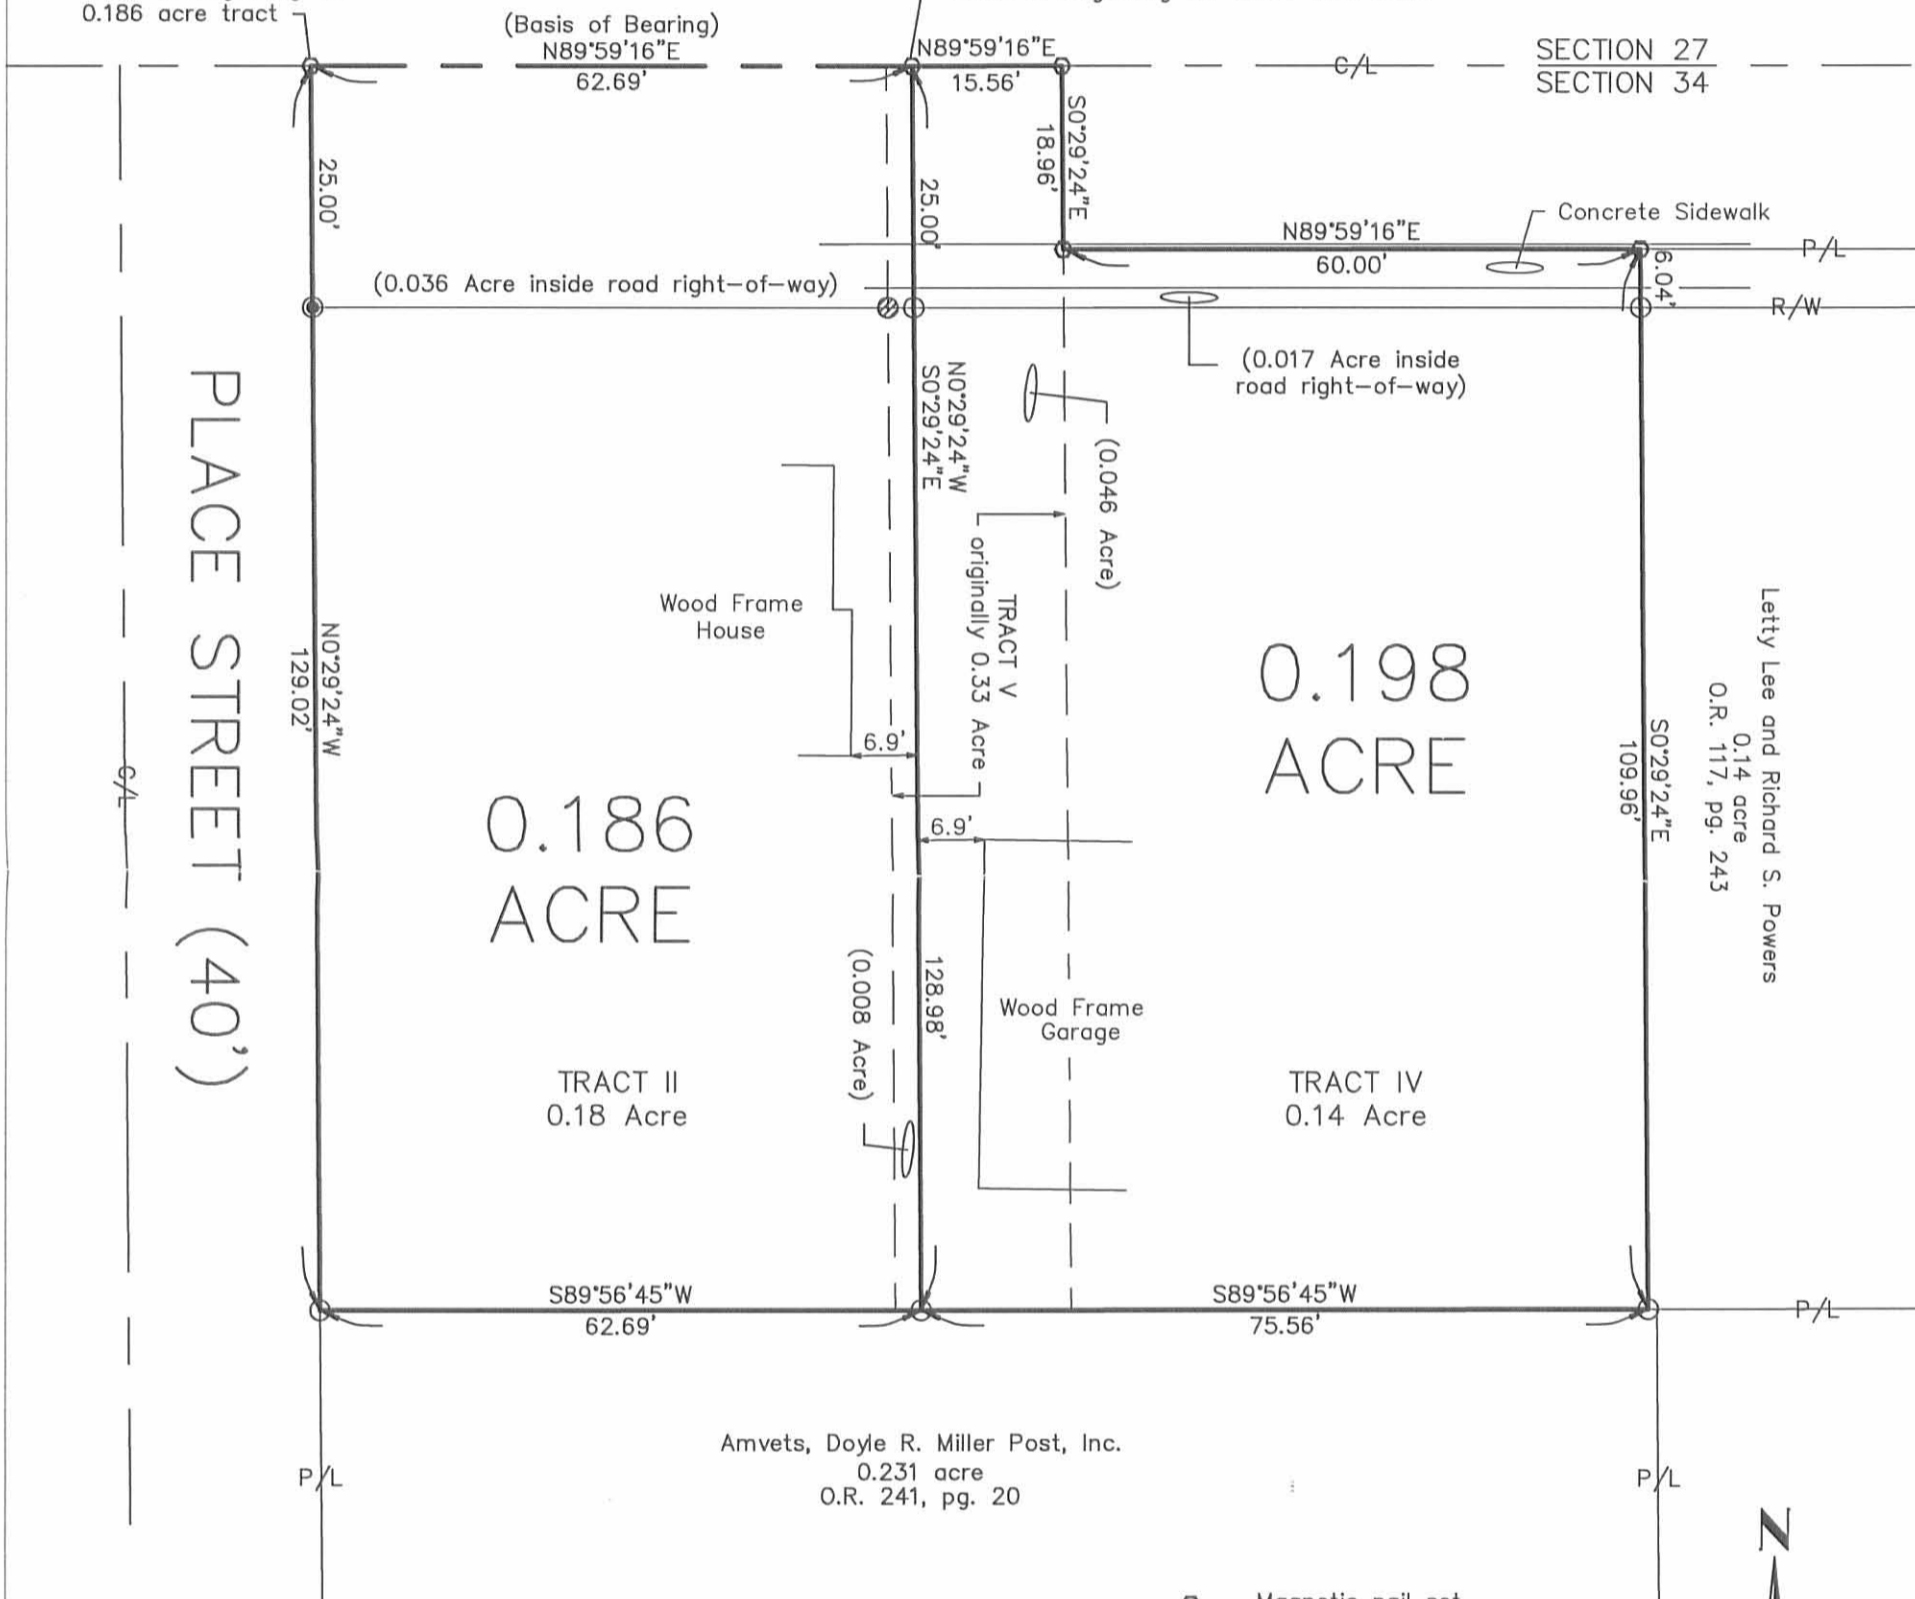 0.186 acre tract
(Basis of Bearing)
N89°59'16"E
62.69'
N89°59'16"E
15.56'
C/L
SECTION 27
SECTION 34
25.00'
25.00'
S0°29'24"E
18.96'
Concrete Sidewalk
N89°59'16"E
60.00'
P/L
6.04'
(0.036 Acre inside road right-of-way)
R/W
(0.017 Acre inside
road right-of-way)
N0°29'24"W
S0°29'24"E
(0.046 Acre)
PLACE STREET (40')
C/L
N0°29'24"W
129.02'
Wood Frame
House
TRACT V
originally 0.33 Acre
0.198
ACRE
S0°29'24"E
109.96'
Letty Lee and Richard S. Powers
0.14 acre
O.R. 117, pg. 243
6.9'
6.9'
0.186
ACRE
(0.008 Acre)
128.98'
Wood Frame
Garage
TRACT II
0.18 Acre
TRACT IV
0.14 Acre
S89°56'45"W
62.69'
S89°56'45"W
75.56'
P/L
Amvets, Doyle R. Miller Post, Inc.
0.231 acre
O.R. 241, pg. 20
P/L
P/L
N
Magnetic nail set